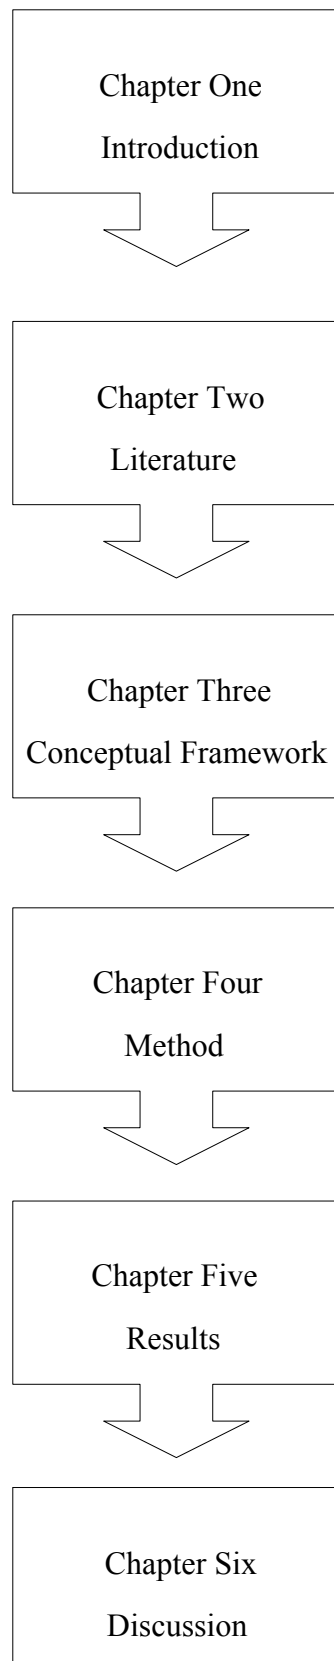 Chapter One
Introduction
Chapter Two
Literature
Chapter Three
Conceptual Framework
Chapter Four
Method
Chapter Five
Results
Chapter Six
Discussion